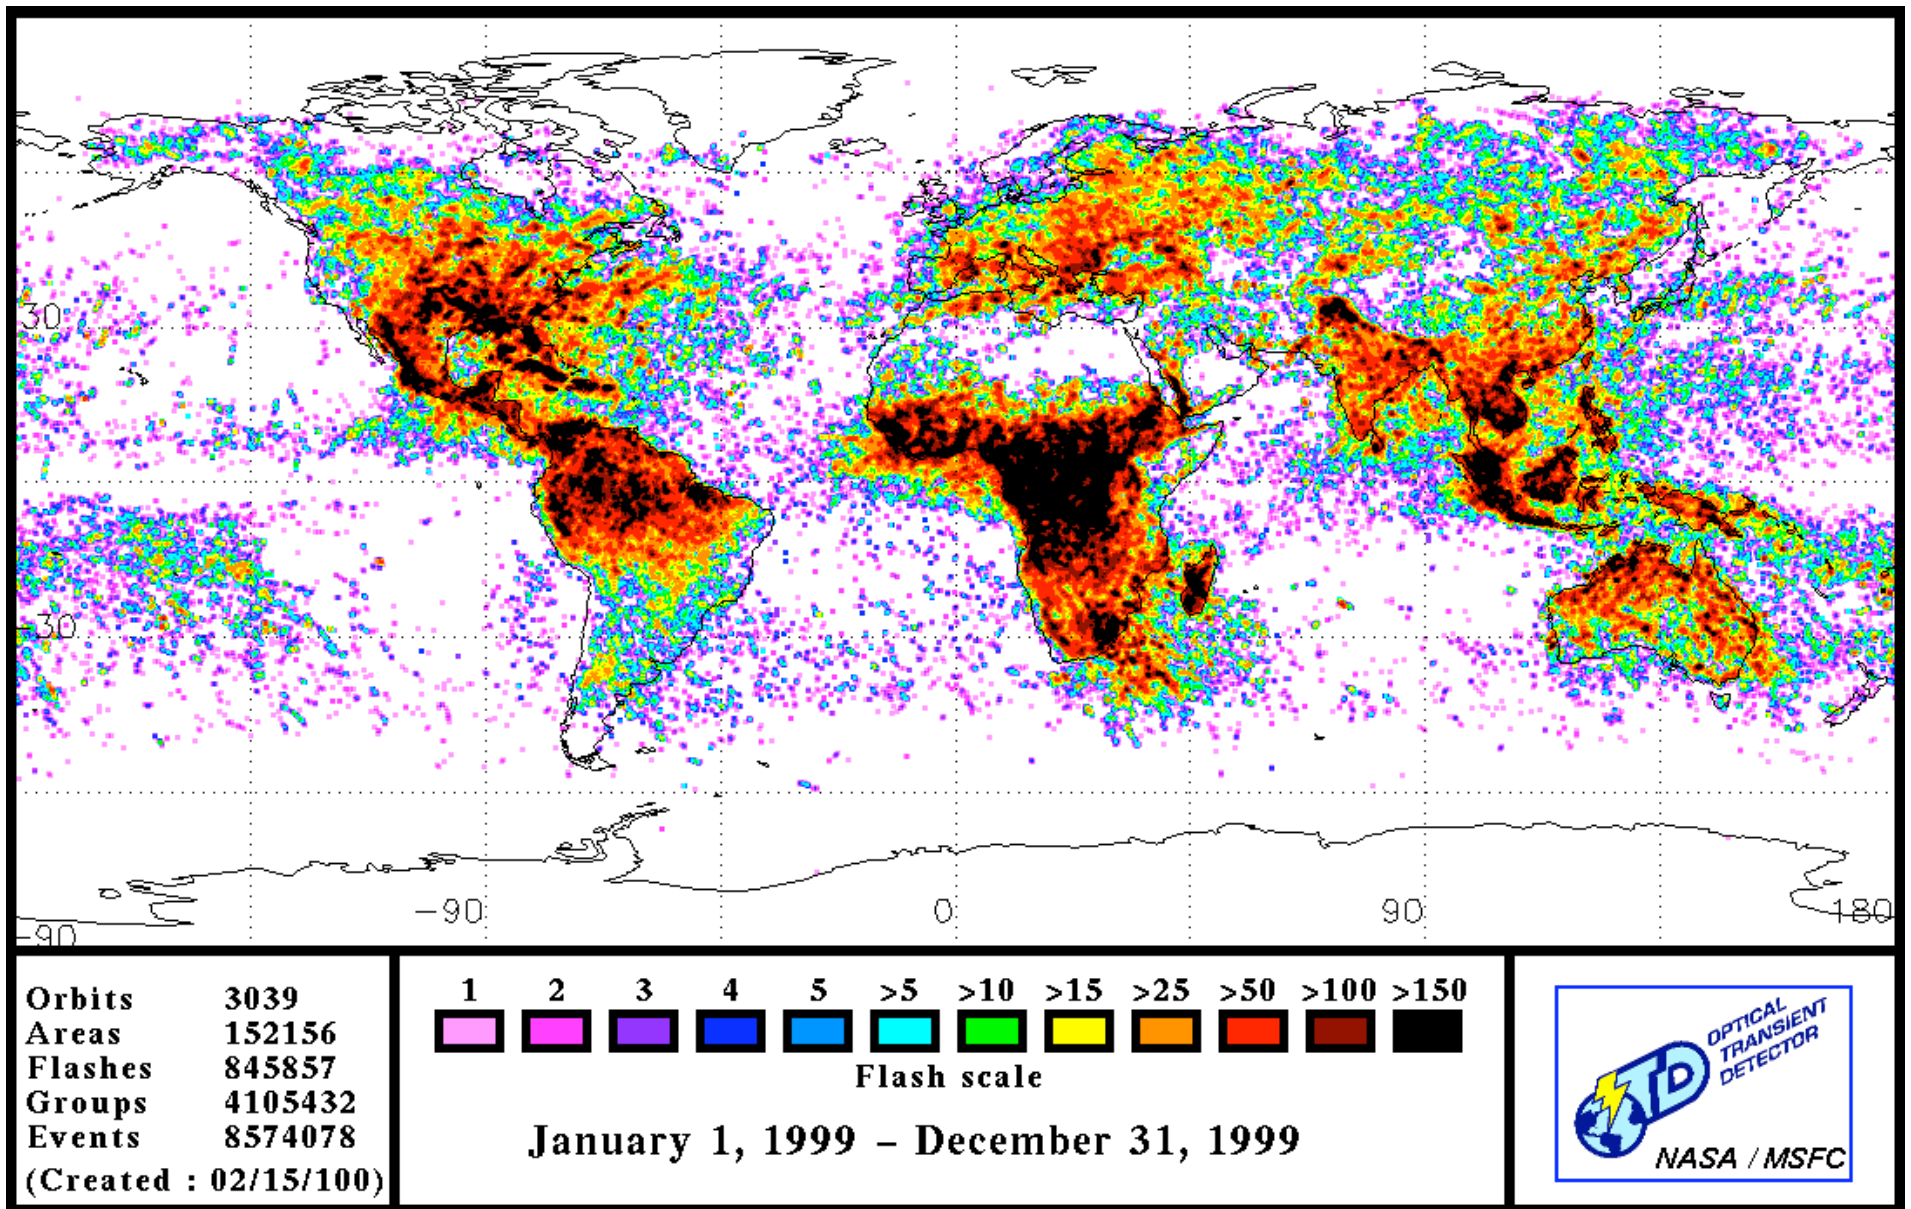 30
-30
-90
0
90
180
-90
Orbits 3039
Areas 152156
Flashes 845857
Groups 4105432
Events 8574078
(Created : 02/15/100)
1 2 3 4 5 >5 >10 >15 >25 >50 >100 >150
Flash scale
January 1, 1999 – December 31, 1999
OPTICAL
TRANSIENT
DETECTOR
OTD
NASA / MSFC